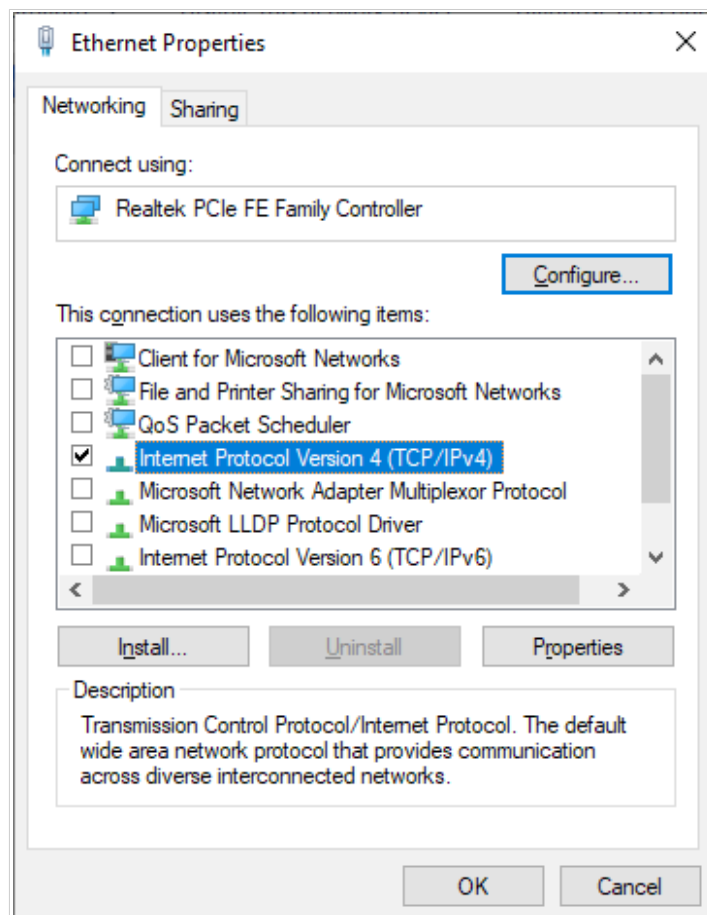 Ethernet Properties
Networking
Sharing
Connect using:
Realtek PCIe FE Family Controller
Configure...
This connection uses the following items:
Client for Microsoft Networks
File and Printer Sharing for Microsoft Networks
QoS Packet Scheduler
Internet Protocol Version 4 (TCP/IPv4)
Microsoft Network Adapter Multiplexor Protocol
Microsoft LLDP Protocol Driver
Internet Protocol Version 6 (TCP/IPv6)
Install...
Uninstall
Properties
Description
Transmission Control Protocol/Internet Protocol. The default
wide area network protocol that provides communication
across diverse interconnected networks.
OK
Cancel